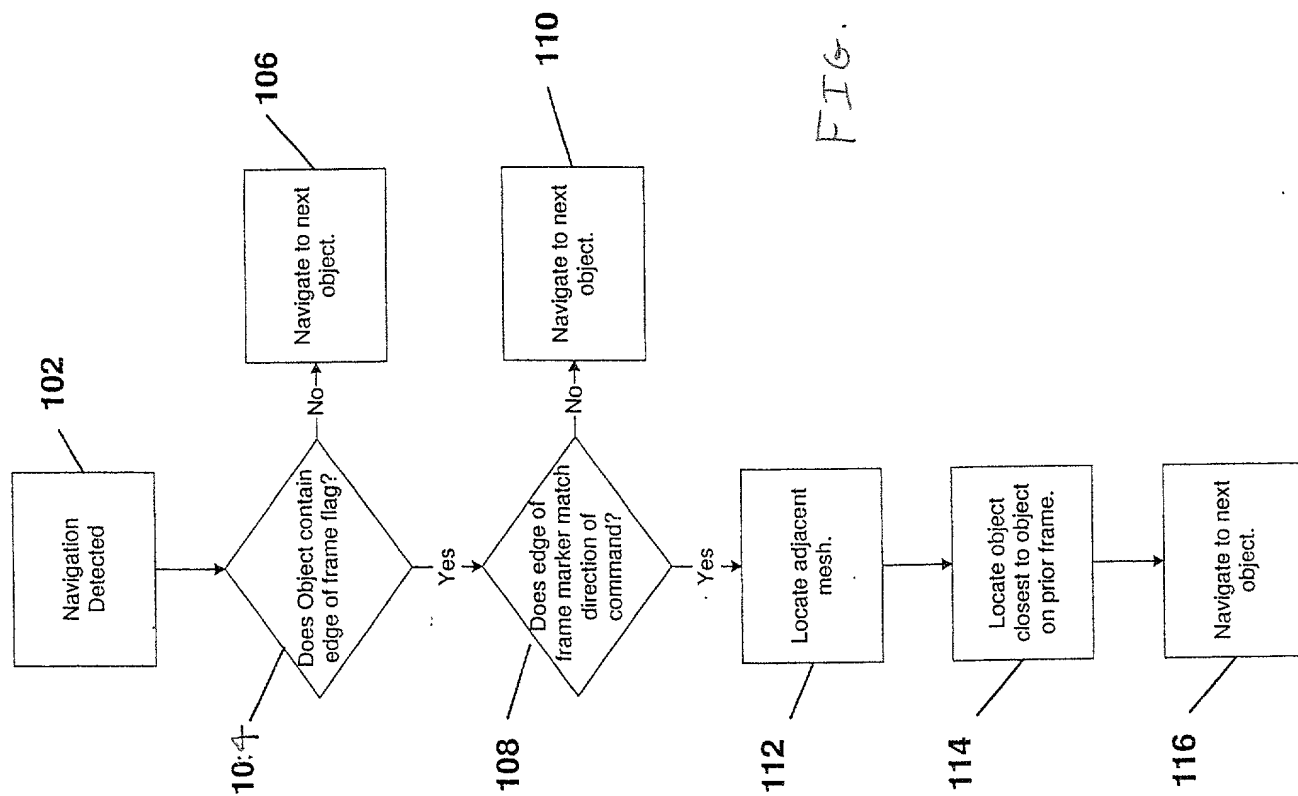 102
Navigation
Detected
10:4
Does Object contain
edge of frame flag?
No
106
Navigate to next
object.
Yes
108
Does edge of
frame marker match
direction of
command?
No
110
Navigate to next
object.
Yes
112
Locate adjacent
mesh.
114
Locate object
closest to object
on prior frame.
116
Navigate to next
object.
FIG.